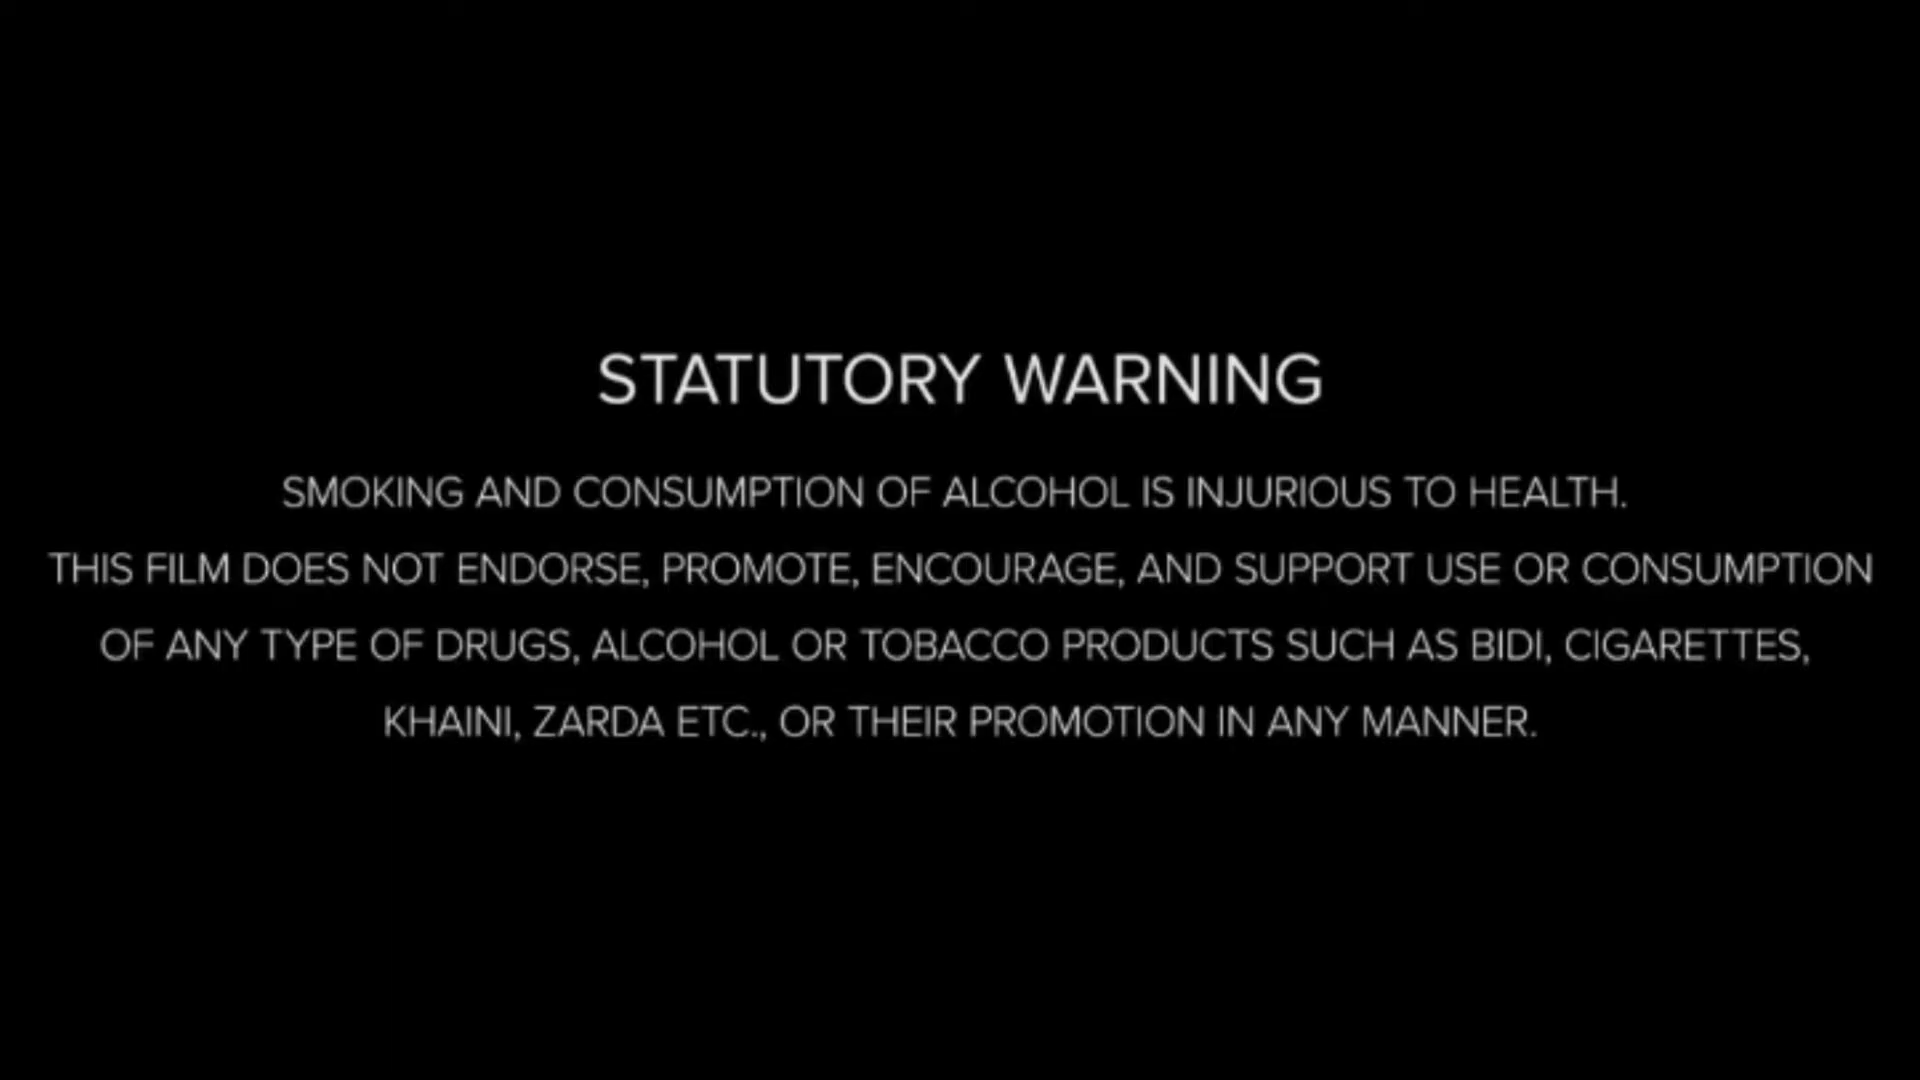 STATUTORY WARNING
SMOKING AND CONSUMPTION OF ALCOHOL IS INJURIOUS TO HEALTH.
THIS FILM DOES NOT ENDORSE, PROMOTE, ENCOURAGE, AND SUPPORT USE OR CONSUMPTION
OF ANY TYPE OF DRUGS, ALCOHOL OR TOBACCO PRODUCTS SUCH AS BIDI, CIGARETTES,
KHAINI, ZARDA ETC., OR THEIR PROMOTION IN ANY MANNER.